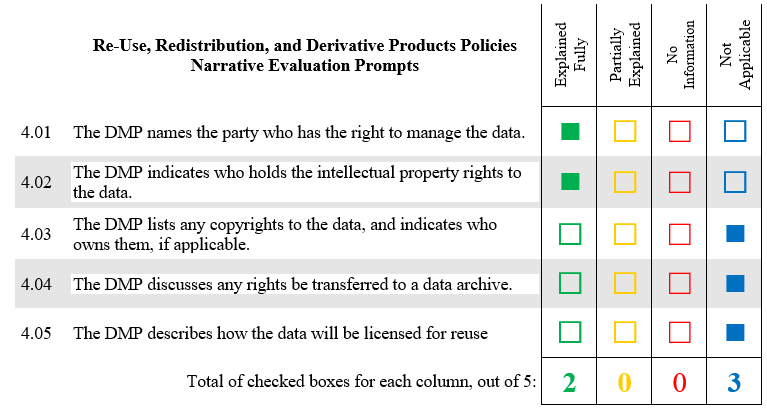 Re-Use, Redistribution, and Derivative Products Policies
Narrative Evaluation Prompts
Explained
Fully
Partially
Explained
No
Information
Not
Applicable
4.01 The DMP names the party who has the right to manage the data.
4.02 The DMP indicates who holds the intellectual property rights to
the data.
4.03 The DMP lists any copyrights to the data, and indicates who
owns them, if applicable.
4.04 The DMP discusses any rights be transferred to a data archive.
4.05 The DMP describes how the data will be licensed for reuse
Total of checked boxes for each column, out of 5: 2 0 0 3